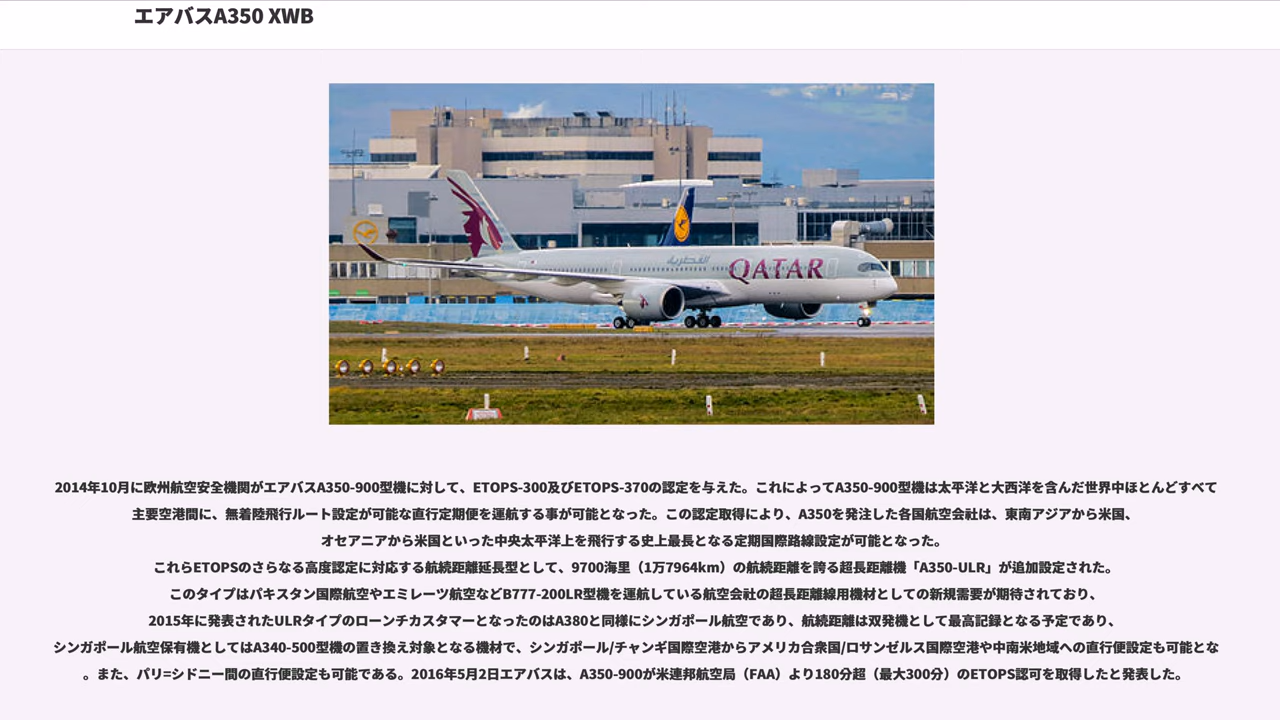 エアバスA350 XWB
القطرية
QATAR
2014年10月に欧州航空安全機関がエアバスA350-900型機に対して、ETOPS-300及びETOPS-370の認定を与えた。これによってA350-900型機は太平洋と大西洋を含んだ世界中ほとんどすべて
主要空港間に、無着陸飛行ルート設定が可能な直行定期便を運航する事が可能となった。この認定取得により、A350を発注した各国航空会社は、東南アジアから米国、
オセアニアから米国といった中央太平洋上を飛行する史上最長となる定期国際路線設定が可能となった。
これらETOPSのさらなる高度認定に対応する航続距離延長型として、9700海里（1万7964km）の航続距離を誇る超長距離機「A350-ULR」が追加設定された。
このタイプはパキスタン国際航空やエミレーツ航空などB777-200LR型機を運航している航空会社の超長距離線用機材としての新規需要が期待されており、
2015年に発表されたULRタイプのローンチカスタマーとなったのはA380と同様にシンガポール航空であり、航続距離は双発機として最高記録となる予定であり、
シンガポール航空保有機としてはA340-500型機の置き換え対象となる機材で、シンガポール/チャンギ国際空港からアメリカ合衆国/ロサンゼルス国際空港や中南米地域への直行便設定も可能とな
。また、パリ=シドニー間の直行便設定も可能である。2016年5月2日エアバスは、A350-900が米連邦航空局（FAA）より180分超（最大300分）のETOPS認可を取得したと発表した。